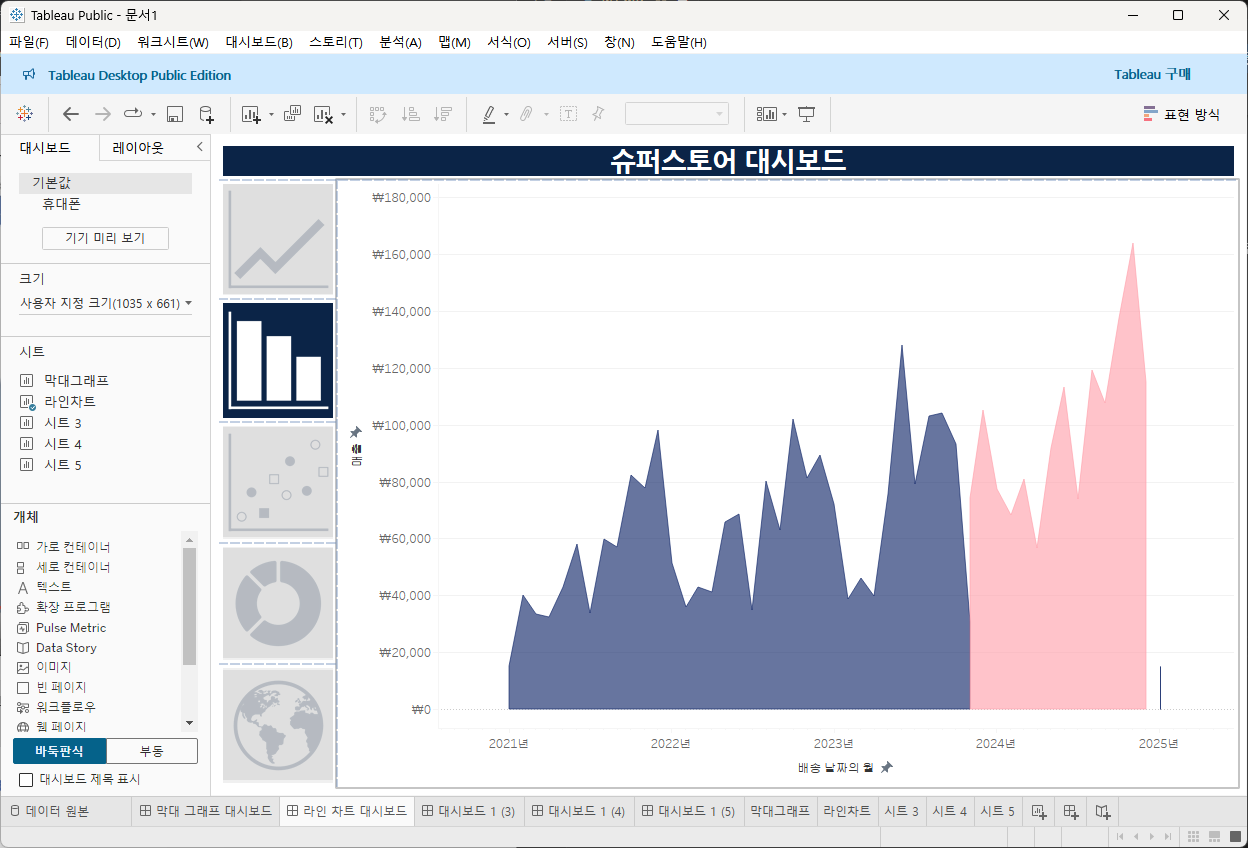 Tableau Public - 문서1
파일(F) 데이터(D) 워크시트(W) 대시보드(B) 스토리(T) 분석(A) 맵(M) 서식(O) 서버(S) 창(N) 도움말(H)
Tableau Desktop Public Edition
Tableau 구매
표현 방식
대시보드
레이아웃
기본값
휴대폰
기기 미리 보기
크기
사용자 지정 크기(1035 x 661)
시트
막대그래프
라인차트
시트 3
시트 4
시트 5
개체
가로 컨테이너
세로 컨테이너
텍스트
확장 프로그램
Pulse Metric
Data Story
이미지
빈 페이지
워크플로우
웹 페이지
바둑판식
부동
대시보드 제목 표시
슈퍼스토어 대시보드
₩180,000
₩160,000
₩140,000
₩120,000
₩100,000
₩80,000
₩60,000
₩40,000
₩20,000
₩0
2021년 2022년 2023년 2024년 2025년
배송 날짜의 월
데이터 원본
막대 그래프 대시보드
라인 차트 대시보드
대시보드 1 (3)
대시보드 1 (4)
대시보드 1 (5)
막대그래프
라인차트
시트 3
시트 4
시트 5